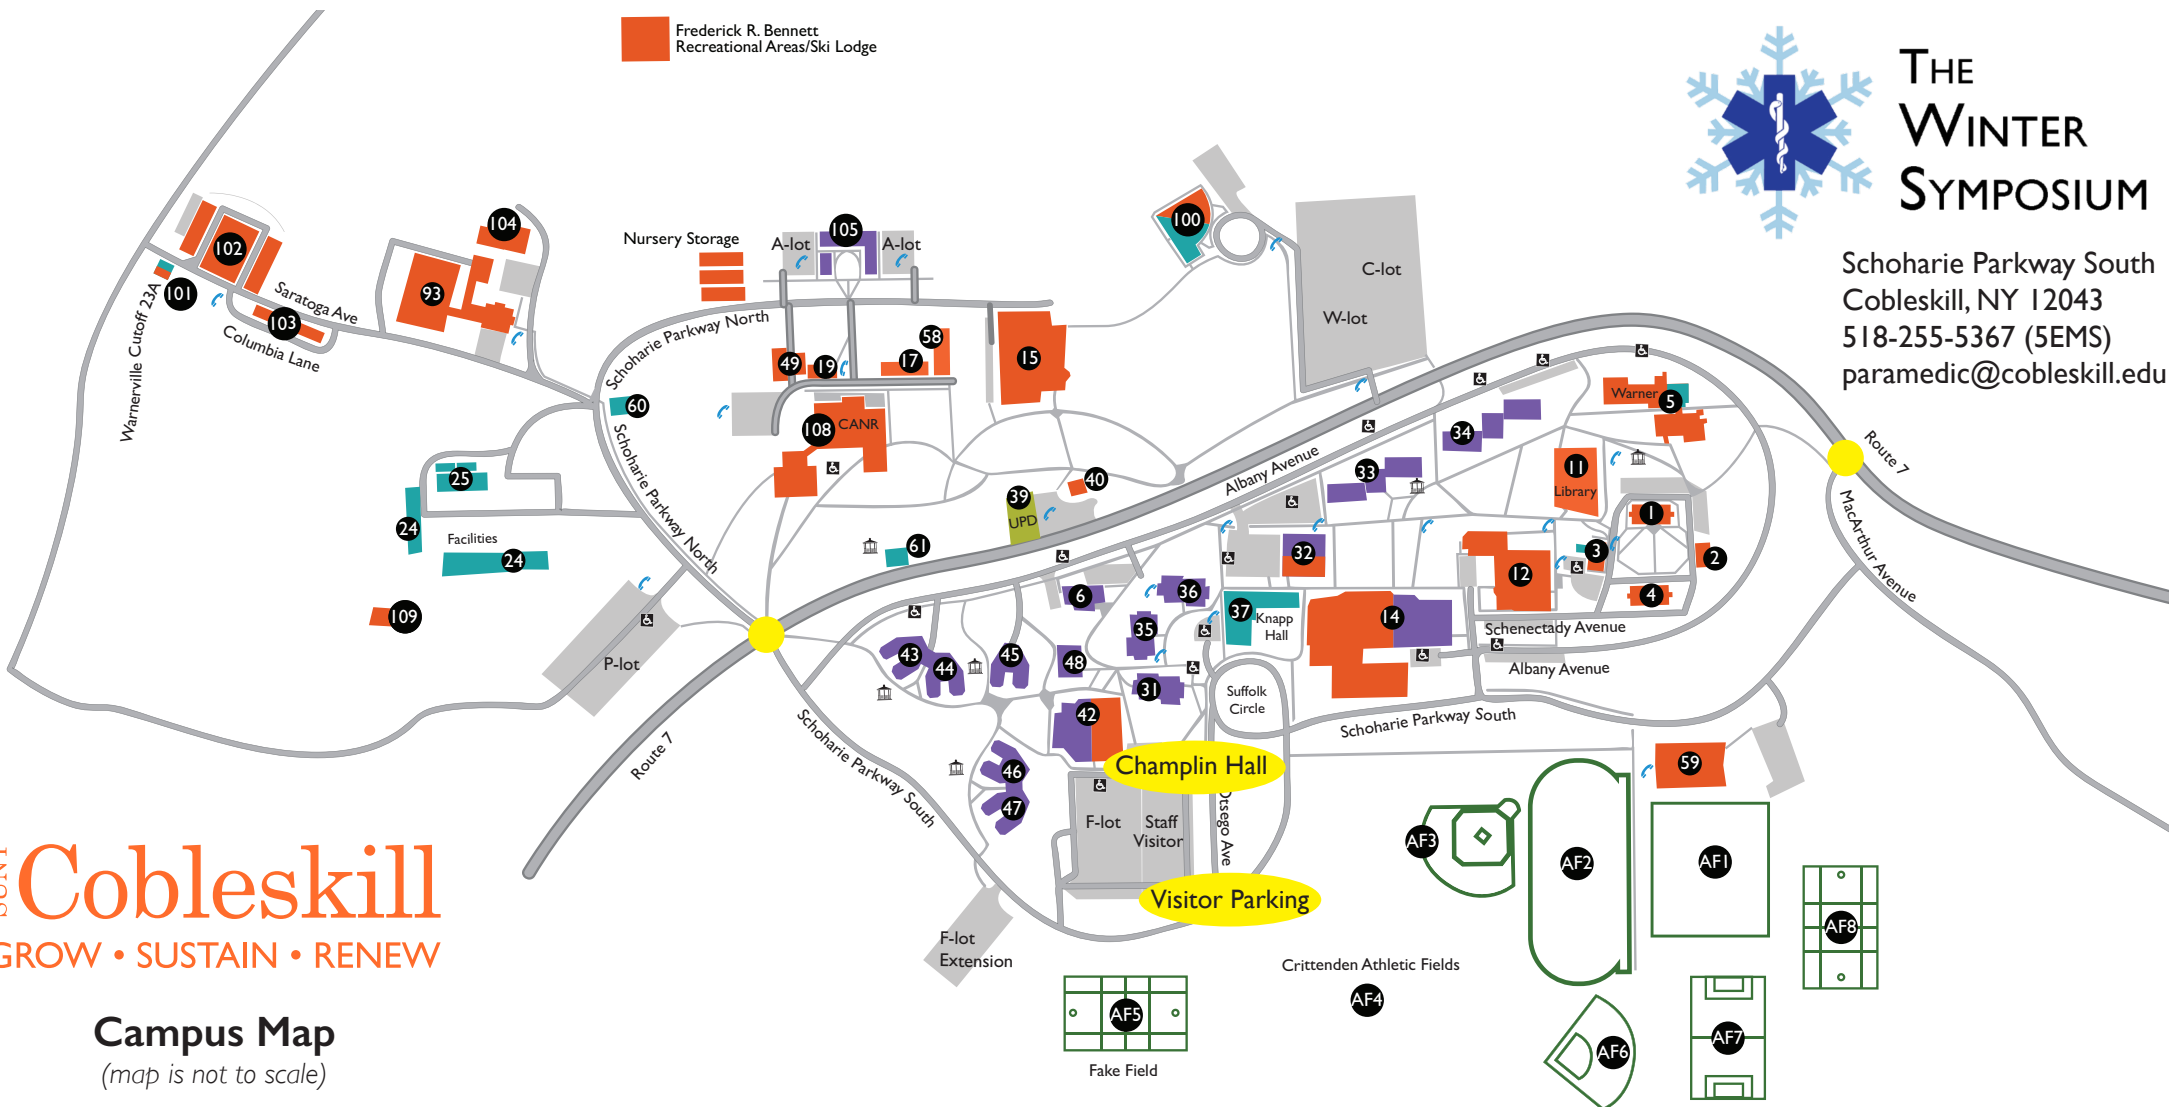 Frederick R. Bennett
Recreational Areas/Ski Lodge
THE
WINTER
SYMPOSIUM
Schoharie Parkway South
Cobleskill, NY 12043
518-255-5367 (5EMS)
paramedic@cobleskill.edu
100
104
102
101
103
93
Saratoga Ave
Columbia Lane
Warnerville Cutoff 23A
Nursery Storage
A-lot
105
A-lot
C-lot
W-lot
Schoharie Parkway North
58
49
19
17
15
60
108
CANR
Schoharie Parkway North
25
24
Facilities
24
109
P-lot
39
UPD
40
61
Albany Avenue
33
34
Warner
5
11
Library
Route 7
MacArthur Avenue
1
2
3
4
12
32
14
37
Knapp
Hall
36
6
35
48
31
43
44
45
42
46
47
Schenectady Avenue
Albany Avenue
Suffolk
Circle
Schoharie Parkway South
Route 7
Schoharie Parkway South
Champlin Hall
59
F-lot
Staff
Visitor
Otsego Ave
Visitor Parking
F-lot
Extension
AF3
AF2
AF1
AF8
Crittenden Athletic Fields
AF4
AF5
Fake Field
AF6
AF7
SUNY
Cobleskill
GROW • SUSTAIN • RENEW
Campus Map
(map is not to scale)